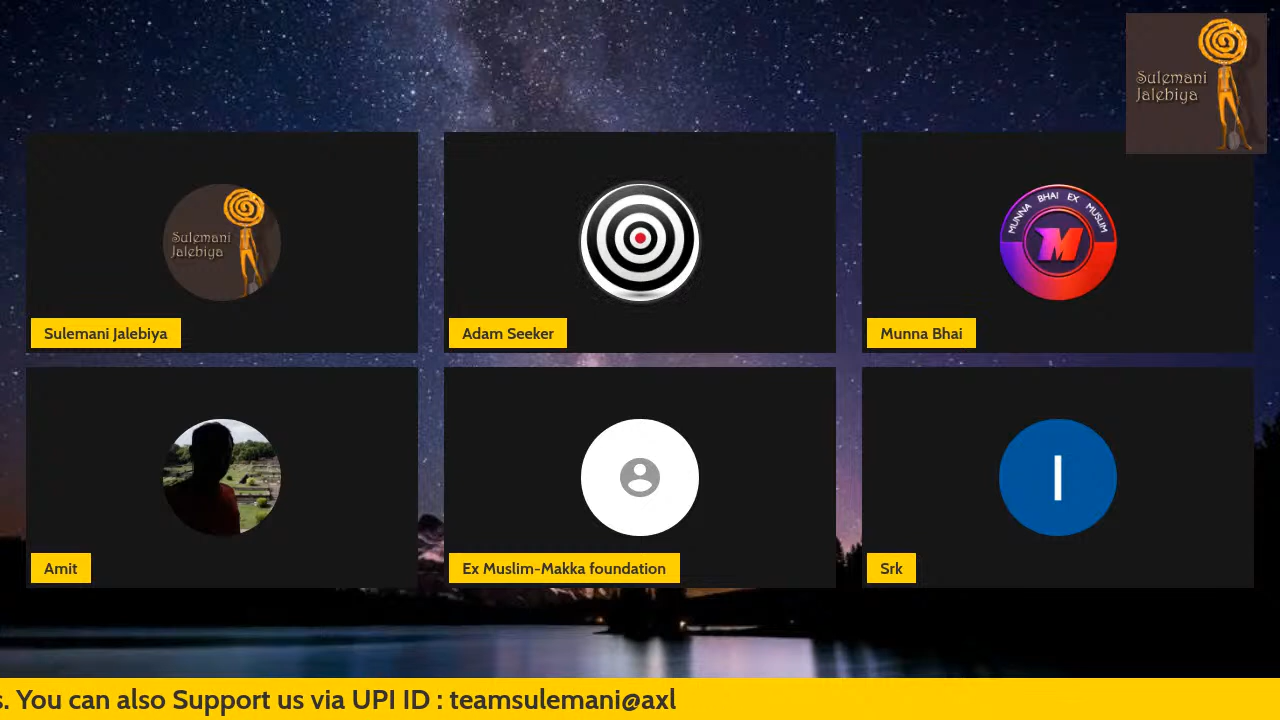 Sulemani
Jalebiya
Sulemani
Jalebiya
MUNNA BHAI EX MUSLIM
M
Sulemani Jalebiya
Adam Seeker
Munna Bhai
I
Amit
Ex Muslim-Makka foundation
Srk
s. You can also Support us via UPI ID : teamsulemani@axl